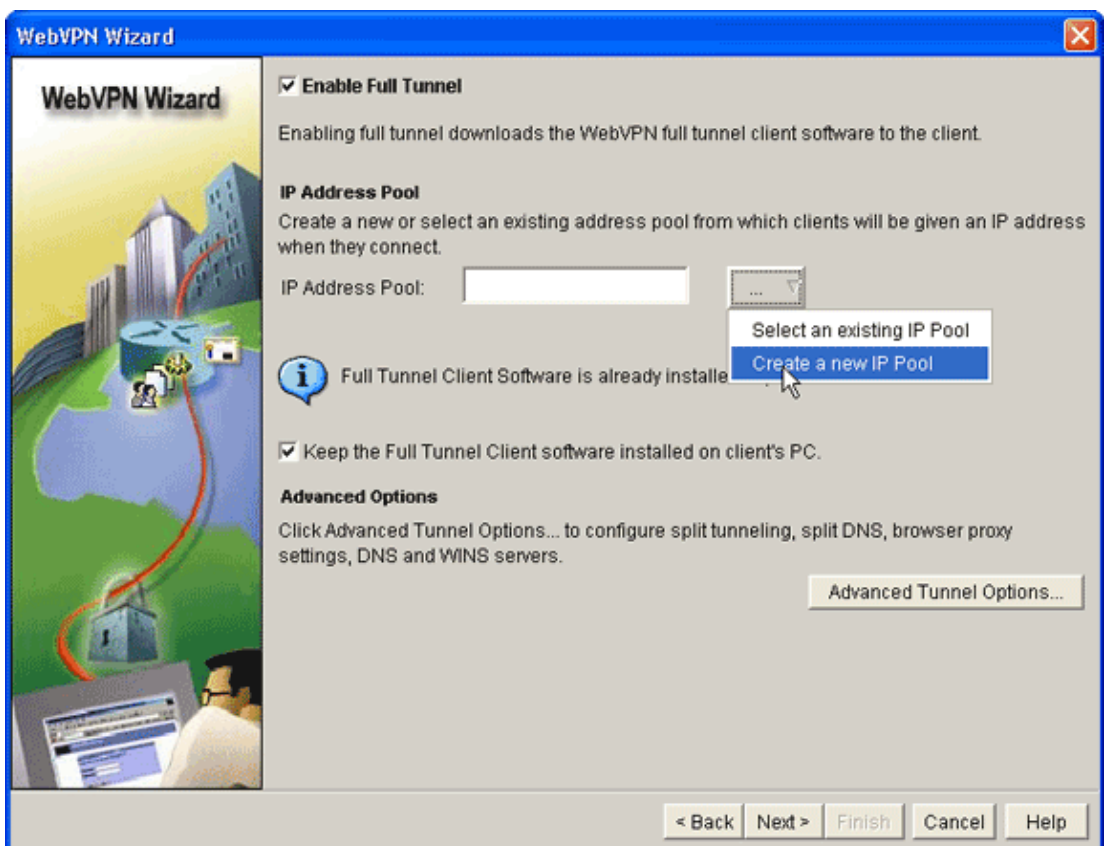 WebVPN Wizard
WebVPN Wizard
Enable Full Tunnel
Enabling full tunnel downloads the WebVPN full tunnel client software to the client.
IP Address Pool
Create a new or select an existing address pool from which clients will be given an IP address
when they connect.
IP Address Pool:
...
Select an existing IP Pool
Create a new IP Pool
Full Tunnel Client Software is already installe
Keep the Full Tunnel Client software installed on client's PC.
Advanced Options
Click Advanced Tunnel Options... to configure split tunneling, split DNS, browser proxy
settings, DNS and WINS servers.
Advanced Tunnel Options...
< Back Next > Finish Cancel Help